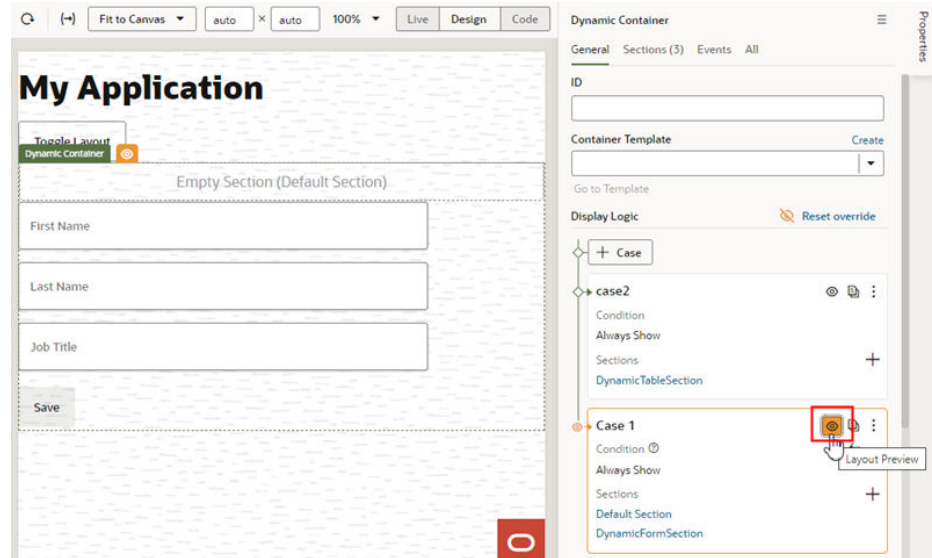 Fit to Canvas auto × auto 100% Live Design Code
My Application
Toggle Layout
Dynamic Container
Empty Section (Default Section)
First Name
Last Name
Job Title
Save
Dynamic Container
General Sections (3) Events All
ID
Container Template Create
Go to Template
Display Logic Reset override
+ Case
case2
Condition
Always Show
Sections
DynamicTableSection
Case 1
Layout Preview
Condition
Always Show
Sections
Default Section
DynamicFormSection
Properties